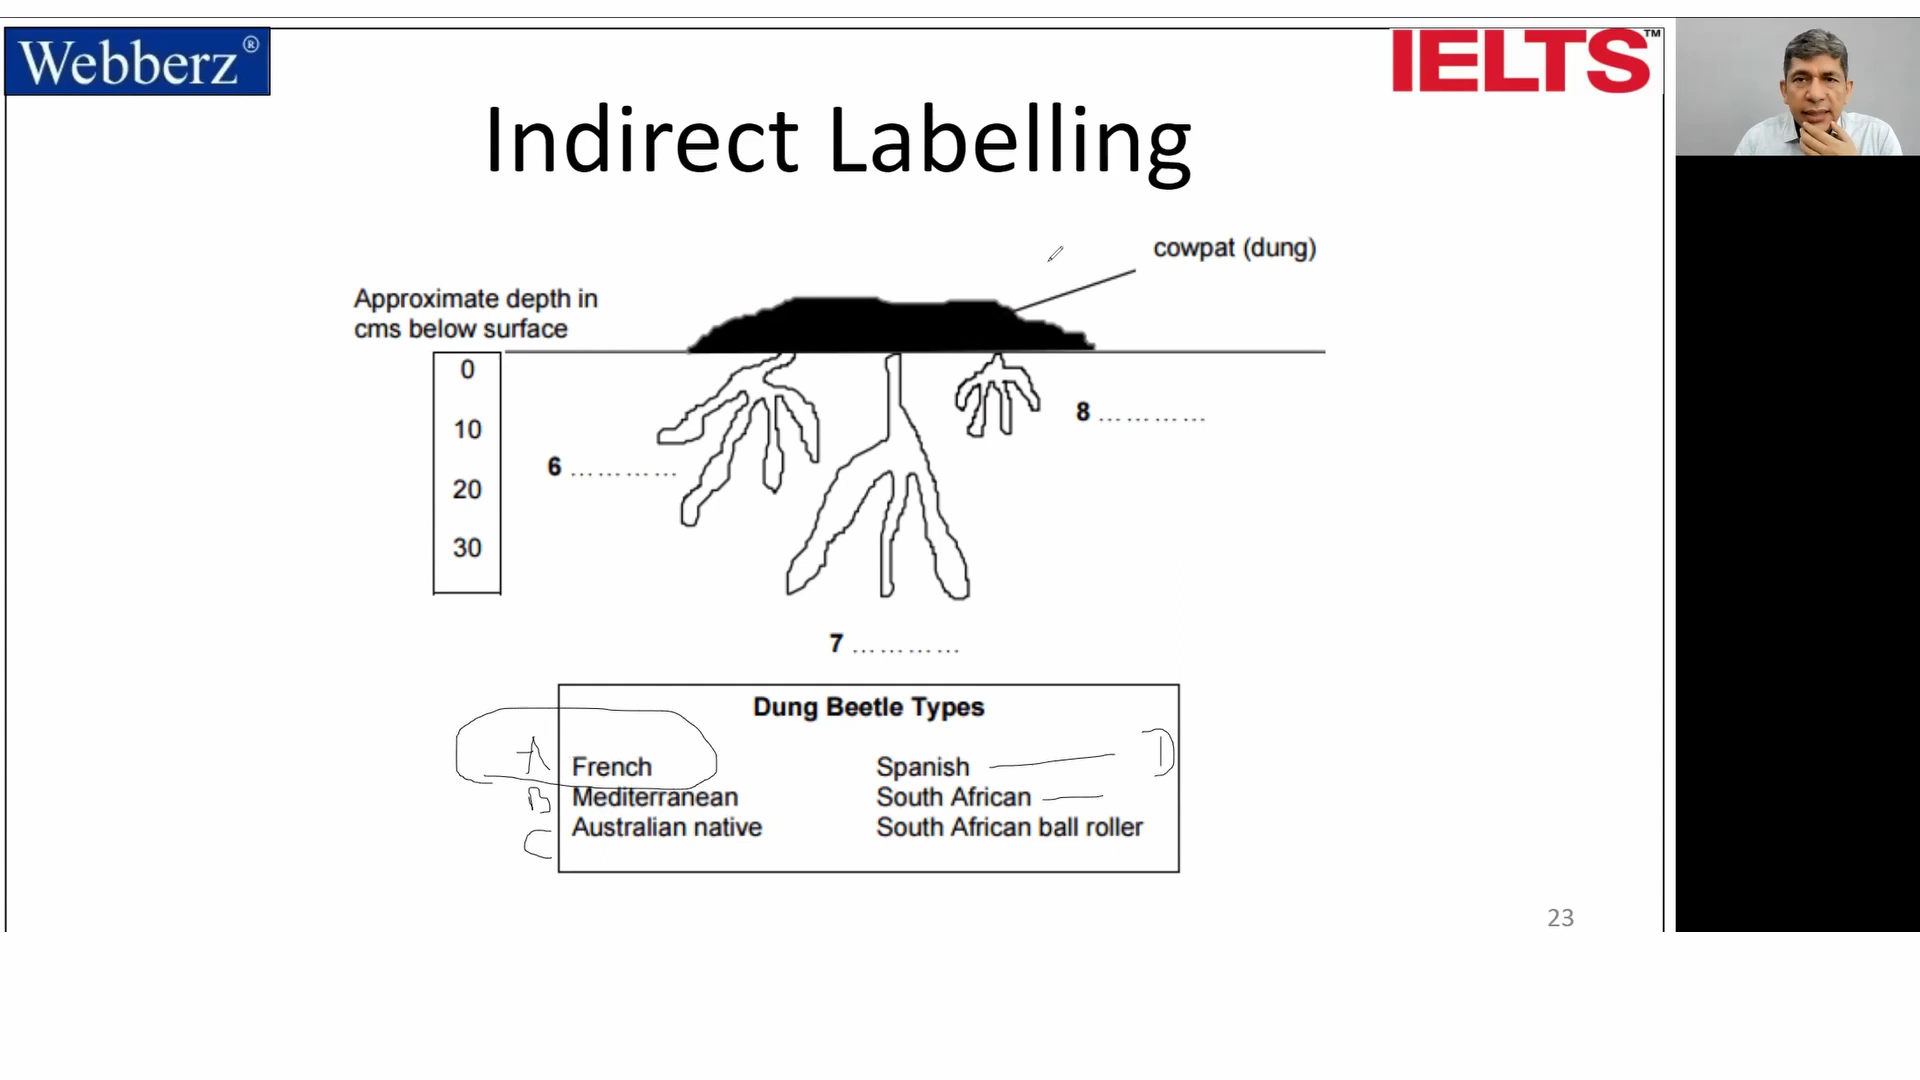 Webberz®
IELTS™
Indirect Labelling
cowpat (dung)
Approximate depth in
cms below surface
0
10
20
30
6 …………
7 …………
8 …………
Dung Beetle Types
A French
B Mediterranean
C Australian native
Spanish D
South African
South African ball roller
23